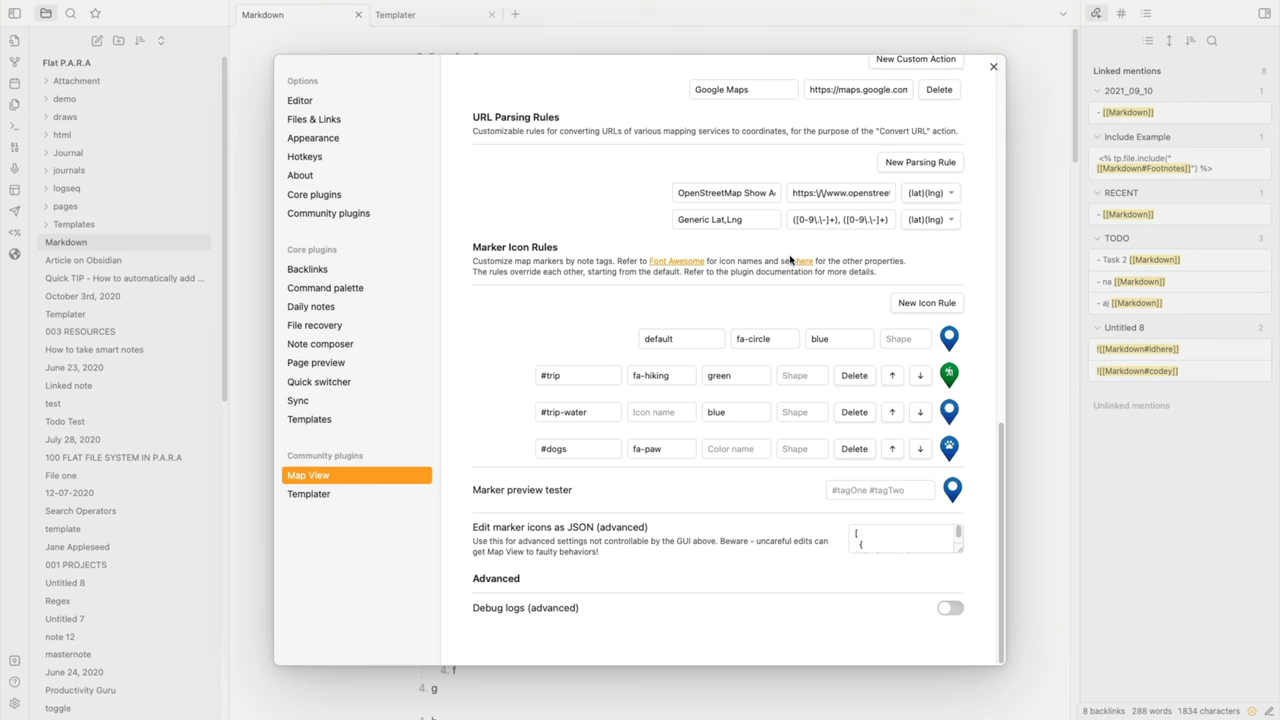 Markdown
Templater
Flat P.A.R.A
Attachment
demo
draws
html
Journal
journals
logseq
pages
Templates
Markdown
Article on Obsidian
Quick TIP - How to automatically add ...
October 3rd, 2020
Templater
003 RESOURCES
How to take smart notes
June 23, 2020
Linked note
test
Todo Test
July 28, 2020
100 FLAT FILE SYSTEM IN P.A.R.A
File one
12-07-2020
Search Operators
template
Jane Appleseed
001 PROJECTS
Untitled 8
Regex
Untitled 7
note 12
masternote
June 24, 2020
Productivity Guru
toggle
Options
Editor
Files & Links
Appearance
Hotkeys
About
Core plugins
Community plugins
Core plugins
Backlinks
Command palette
Daily notes
File recovery
Note composer
Page preview
Quick switcher
Sync
Templates
Community plugins
Map View
Templater
New Custom Action
Google Maps https://maps.google.con Delete
URL Parsing Rules
Customizable rules for converting URLs of various mapping services to coordinates, for the purpose of the "Convert URL" action.
New Parsing Rule
OpenStreetMap Show A https:\/\/www.openstree (lat)(lng)
Generic Lat,Lng ([0-9\.\-]+), ([0-9\.\-]+) (lat)(lng)
Marker Icon Rules
Customize map markers by note tags. Refer to Font Awesome for icon names and see here for the other properties.
The rules override each other, starting from the default. Refer to the plugin documentation for more details.
New Icon Rule
default fa-circle blue Shape
#trip fa-hiking green Shape Delete ↑ ↓
#trip-water Icon name blue Shape Delete ↑ ↓
#dogs fa-paw Color name Shape Delete ↑ ↓
Marker preview tester #tagOne #tagTwo
Edit marker icons as JSON (advanced)
Use this for advanced settings not controllable by the GUI above. Beware - uncareful edits can
get Map View to faulty behaviors!
[
{
Advanced
Debug logs (advanced)
4. f
4. g
Linked mentions 8
2021_09_10 1
- [[Markdown]]
Include Example 1
<% tp.file.include("
[[Markdown#Footnotes]]") %>
RECENT 1
- [[Markdown]]
TODO 3
- Task 2 [[Markdown]]
- na [[Markdown]]
- aj [[Markdown]]
Untitled 8 2
![[Markdown#idhere]]
![[Markdown#codey]]
Unlinked mentions
8 backlinks 288 words 1834 characters